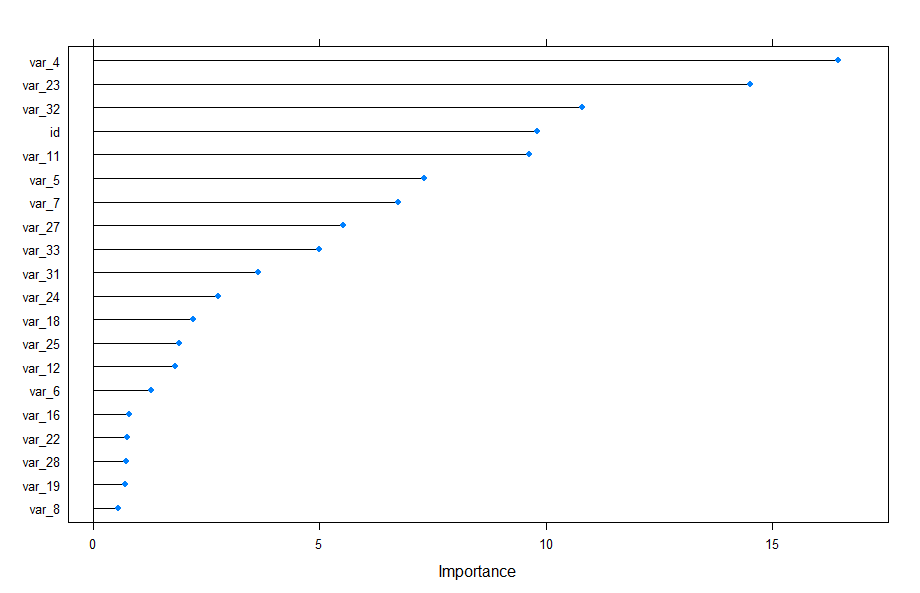 var_4
var_23
var_32
id
var_11
var_5
var_7
var_27
var_33
var_31
var_24
var_18
var_25
var_12
var_6
var_16
var_22
var_28
var_19
var_8
0 5 10 15
Importance